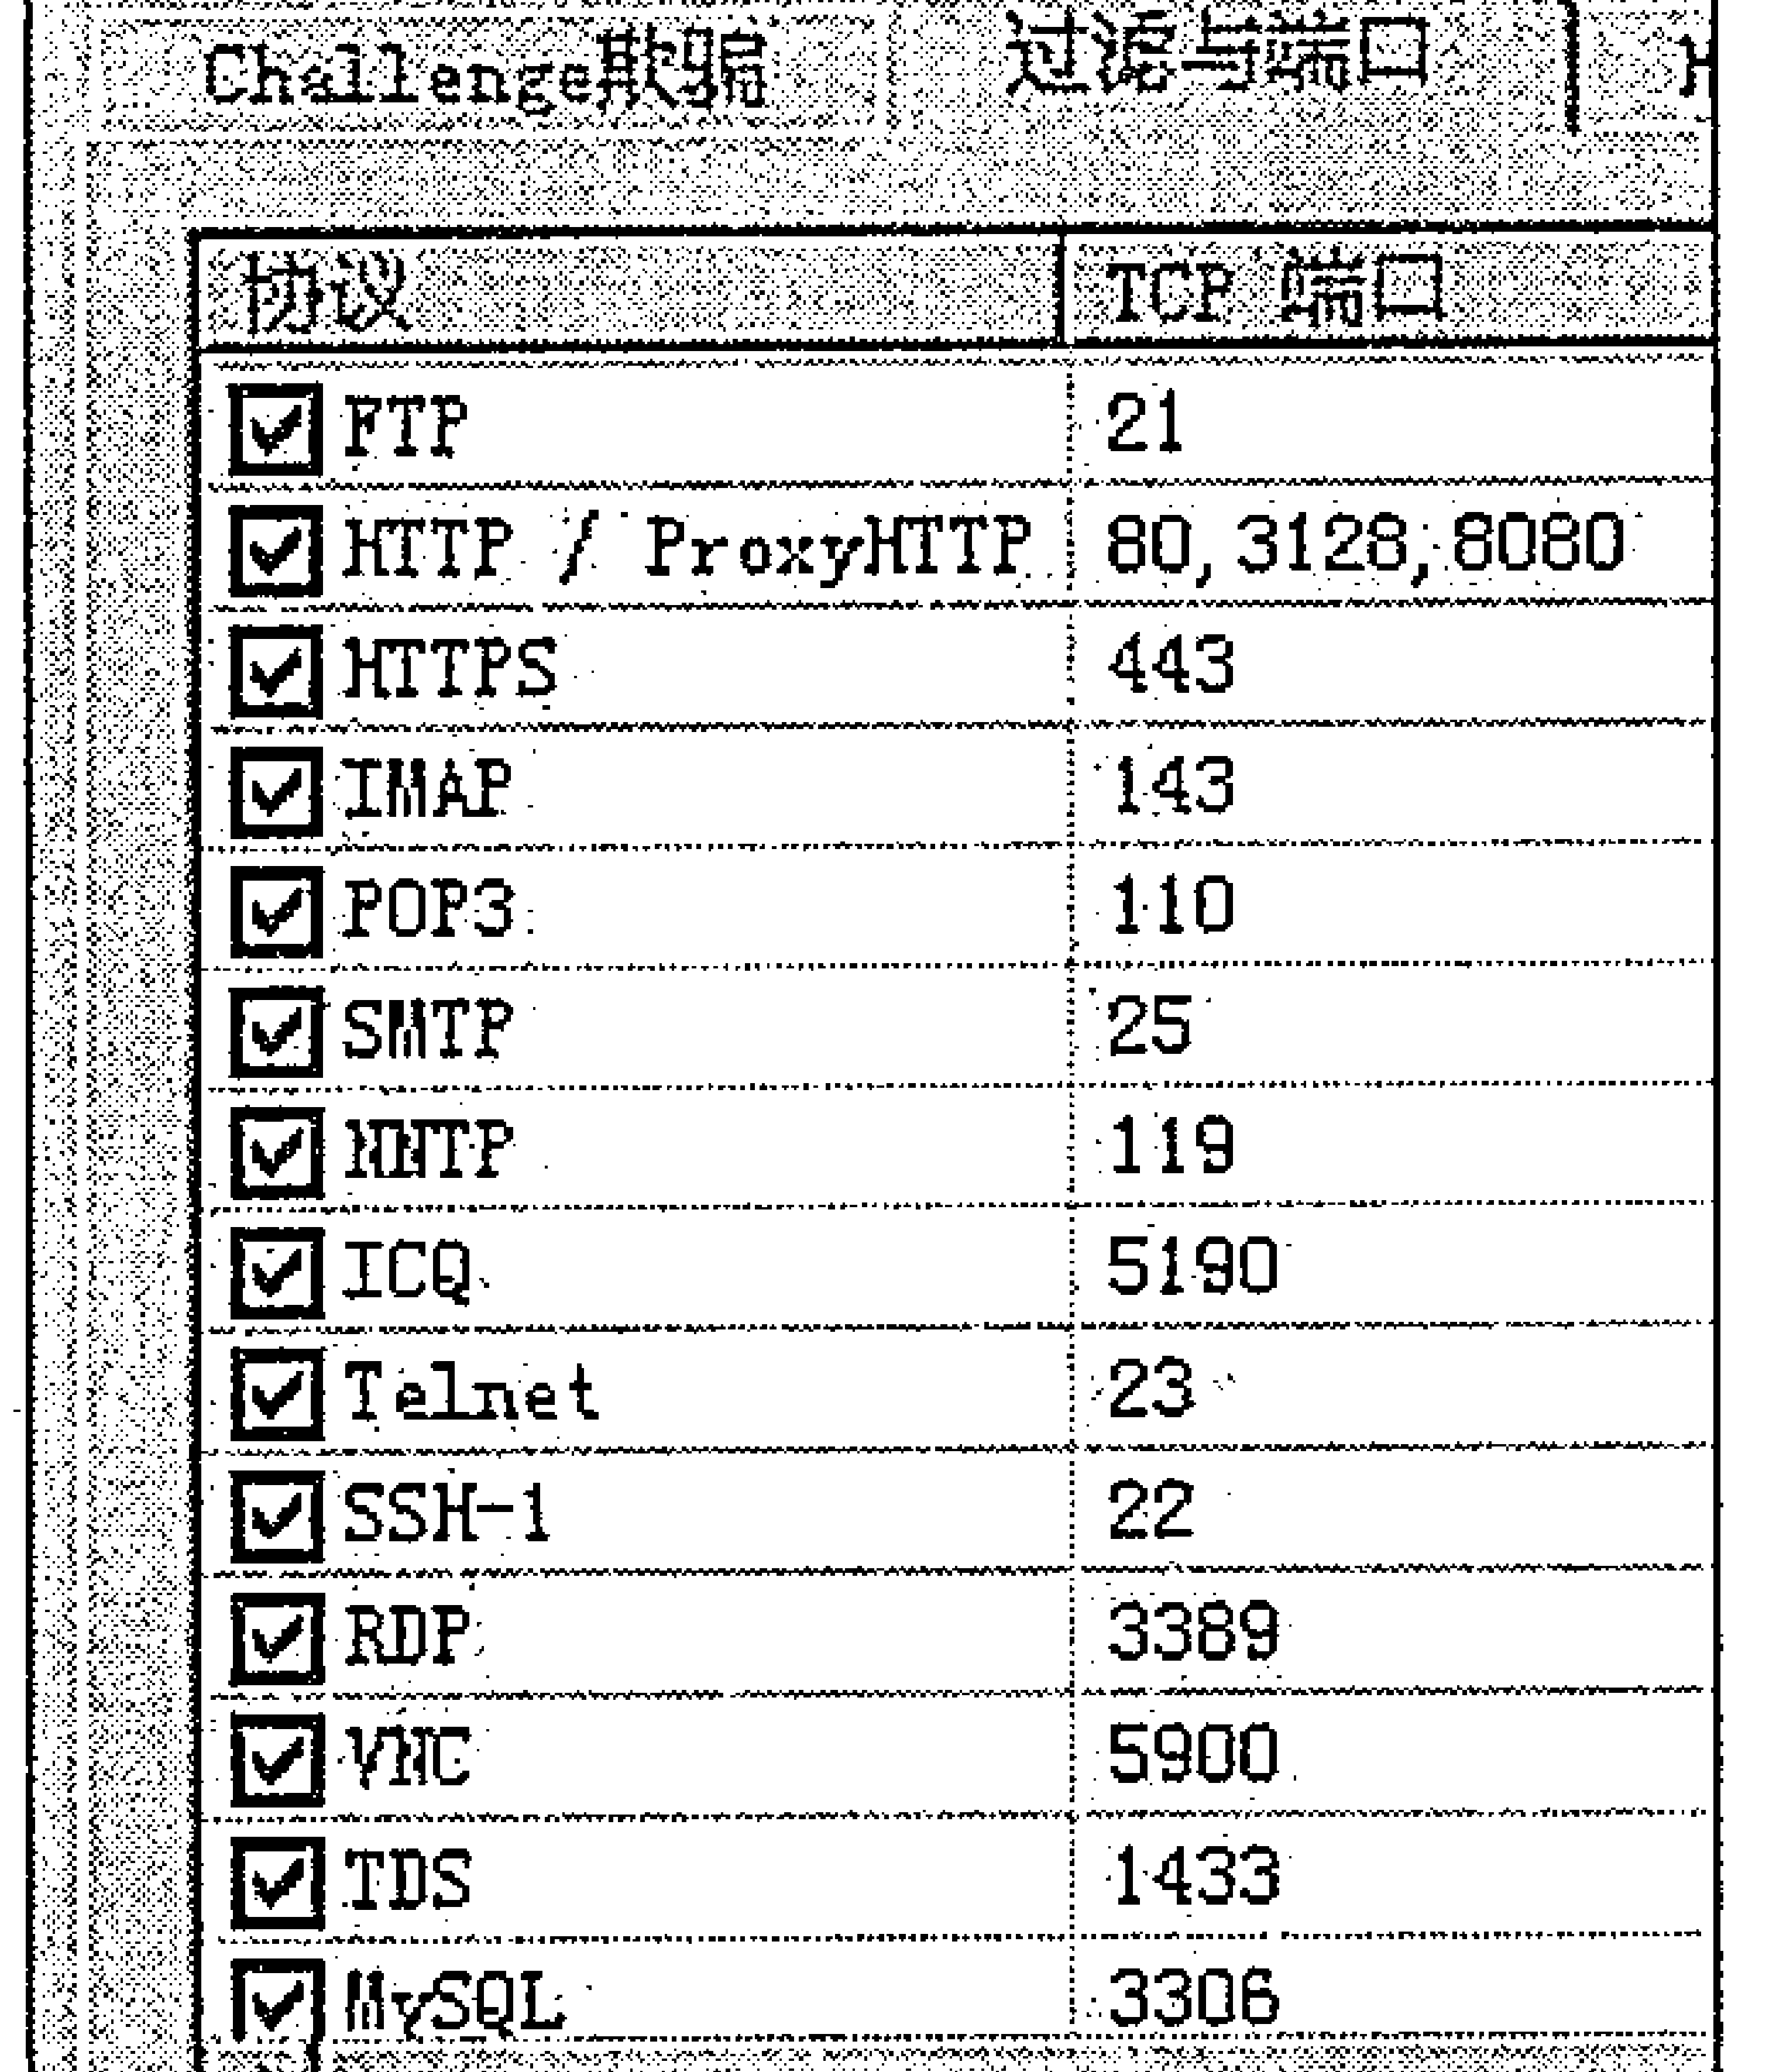 Challenge欺骗 过滤与端口 H
协议 TCP 端口
FTP 21
HTTP / ProxyHTTP 80,3128,8080
HTTPS 443
IMAP 143
POP3 110
SMTP 25
NNTP 119
ICQ 5190
Telnet 23
SSH-1 22
RDP 3389
VNC 5900
TDS 1433
MySQL 3306